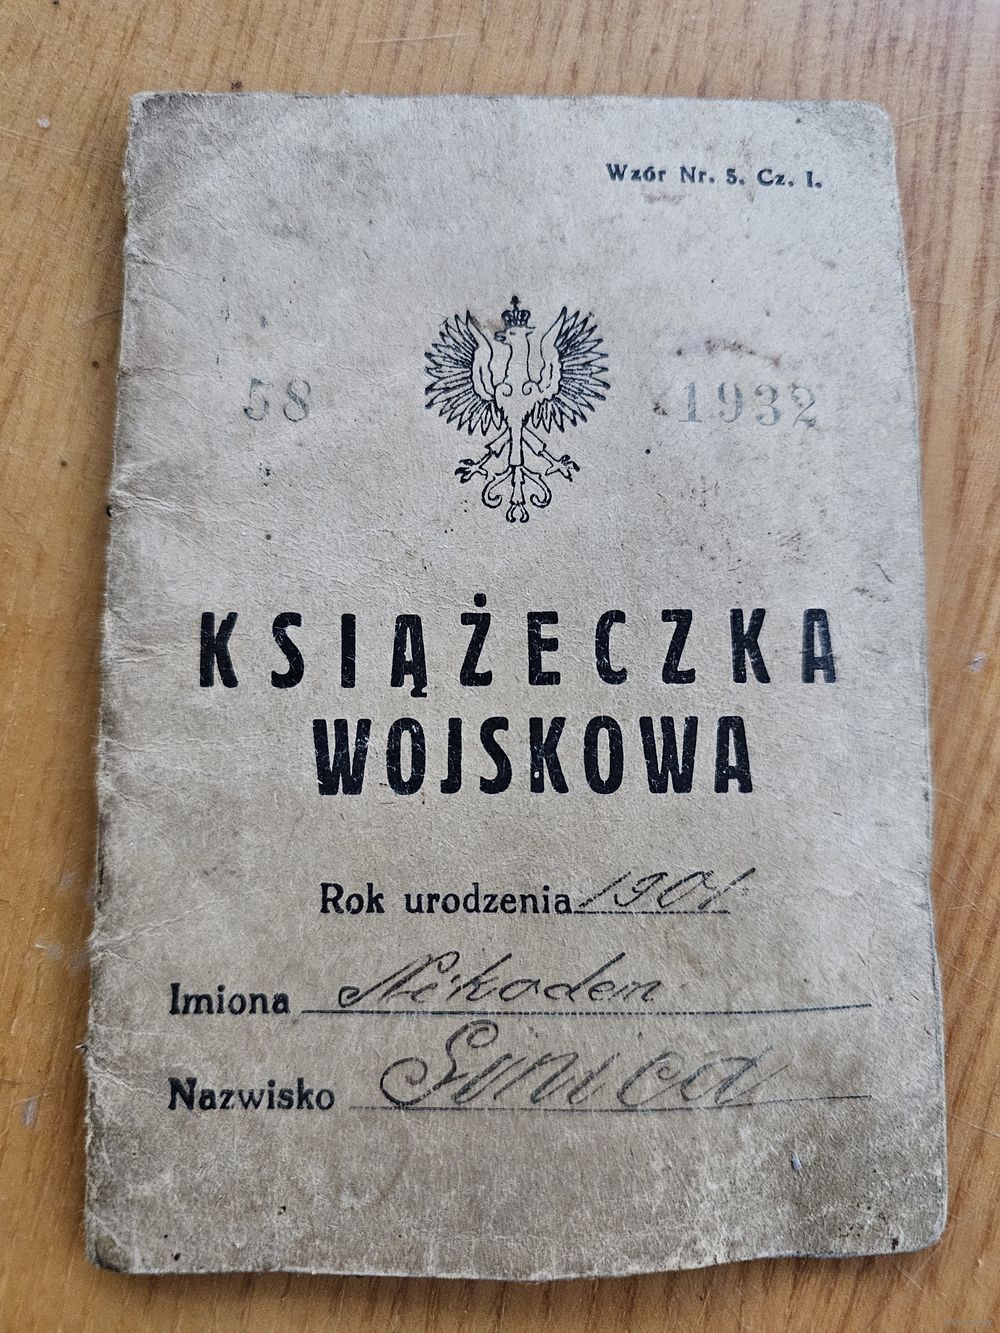 Wzór Nr. 5. Cz. I.
58 1932
KSIĄŻECZKA
WOJSKOWA
Rok urodzenia 1901
Imiona Nikodem
Nazwisko